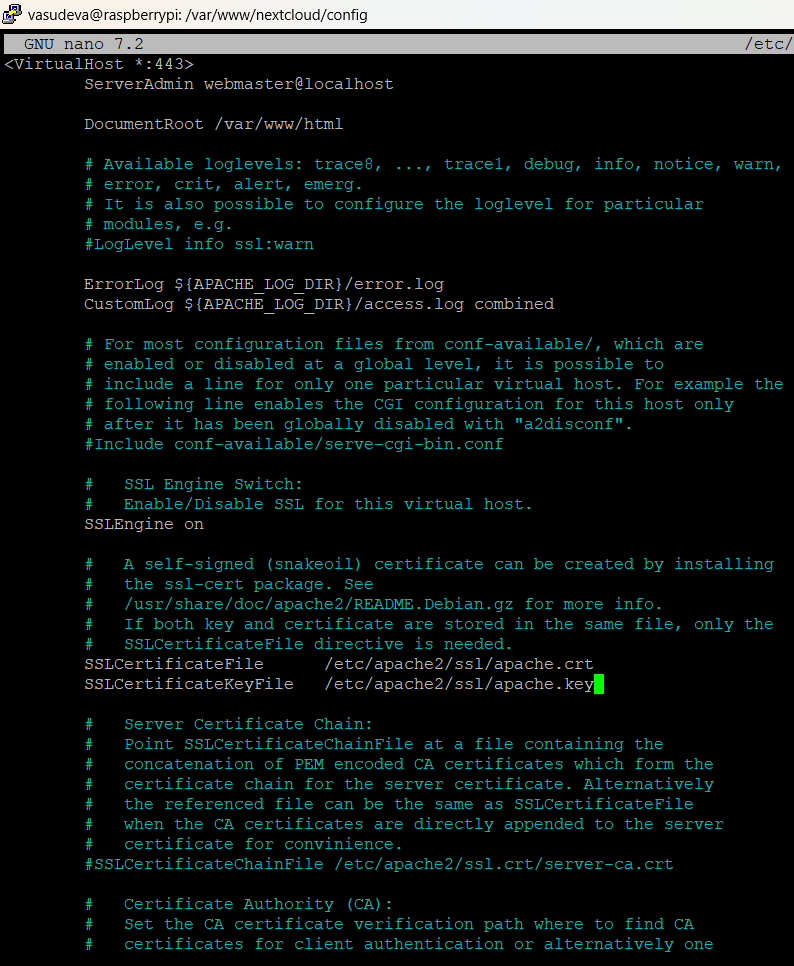 vasudeva@raspberrypi: /var/www/nextcloud/config
GNU nano 7.2 /etc/
<VirtualHost *:443>
ServerAdmin webmaster@localhost
DocumentRoot /var/www/html
# Available loglevels: trace8, ..., trace1, debug, info, notice, warn,
# error, crit, alert, emerg.
# It is also possible to configure the loglevel for particular
# modules, e.g.
#LogLevel info ssl:warn
ErrorLog ${APACHE_LOG_DIR}/error.log
CustomLog ${APACHE_LOG_DIR}/access.log combined
# For most configuration files from conf-available/, which are
# enabled or disabled at a global level, it is possible to
# include a line for only one particular virtual host. For example the
# following line enables the CGI configuration for this host only
# after it has been globally disabled with "a2disconf".
#Include conf-available/serve-cgi-bin.conf
# SSL Engine Switch:
# Enable/Disable SSL for this virtual host.
SSLEngine on
# A self-signed (snakeoil) certificate can be created by installing
# the ssl-cert package. See
# /usr/share/doc/apache2/README.Debian.gz for more info.
# If both key and certificate are stored in the same file, only the
# SSLCertificateFile directive is needed.
SSLCertificateFile /etc/apache2/ssl/apache.crt
SSLCertificateKeyFile /etc/apache2/ssl/apache.key
# Server Certificate Chain:
# Point SSLCertificateChainFile at a file containing the
# concatenation of PEM encoded CA certificates which form the
# certificate chain for the server certificate. Alternatively
# the referenced file can be the same as SSLCertificateFile
# when the CA certificates are directly appended to the server
# certificate for convinience.
#SSLCertificateChainFile /etc/apache2/ssl.crt/server-ca.crt
# Certificate Authority (CA):
# Set the CA certificate verification path where to find CA
# certificates for client authentication or alternatively one